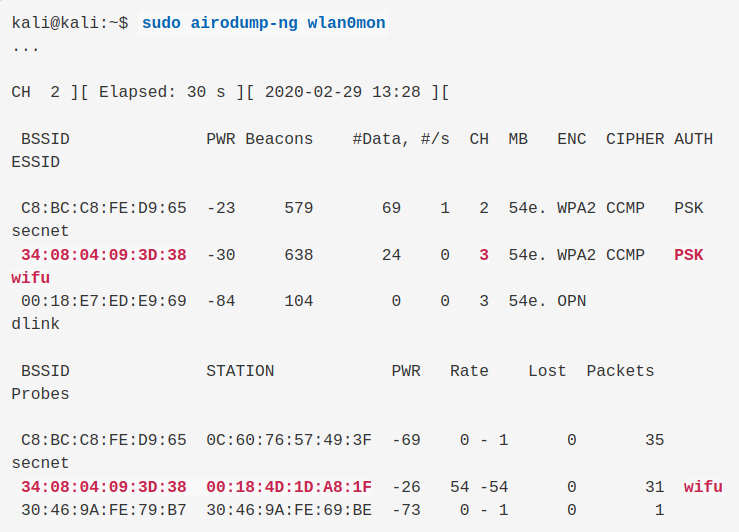 kali@kali:~$ sudo airodump-ng wlan0mon
...
CH  2 ][ Elapsed: 30 s ][ 2020-02-29 13:28 ][
BSSID              PWR Beacons    #Data, #/s  CH  MB   ENC  CIPHER AUTH
ESSID
C8:BC:C8:FE:D9:65  -23     579       69    1   2  54e. WPA2 CCMP   PSK
secnet
34:08:04:09:3D:38  -30     638       24    0   3  54e. WPA2 CCMP   PSK
wifu
00:18:E7:ED:E9:69  -84     104        0    0   3  54e. OPN
dlink
BSSID              STATION            PWR   Rate    Lost  Packets
Probes
C8:BC:C8:FE:D9:65  0C:60:76:57:49:3F  -69    0 - 1      0       35
secnet
34:08:04:09:3D:38  00:18:4D:1D:A8:1F  -26   54 -54      0       31  wifu
30:46:9A:FE:79:B7  30:46:9A:FE:69:BE  -73    0 - 1      0        1